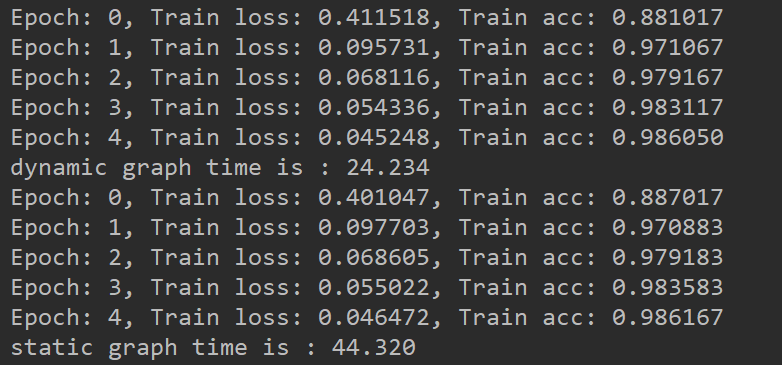 Epoch: 0, Train loss: 0.411518, Train acc: 0.881017
Epoch: 1, Train loss: 0.095731, Train acc: 0.971067
Epoch: 2, Train loss: 0.068116, Train acc: 0.979167
Epoch: 3, Train loss: 0.054336, Train acc: 0.983117
Epoch: 4, Train loss: 0.045248, Train acc: 0.986050
dynamic graph time is : 24.234
Epoch: 0, Train loss: 0.401047, Train acc: 0.887017
Epoch: 1, Train loss: 0.097703, Train acc: 0.970883
Epoch: 2, Train loss: 0.068605, Train acc: 0.979183
Epoch: 3, Train loss: 0.055022, Train acc: 0.983583
Epoch: 4, Train loss: 0.046472, Train acc: 0.986167
static graph time is : 44.320